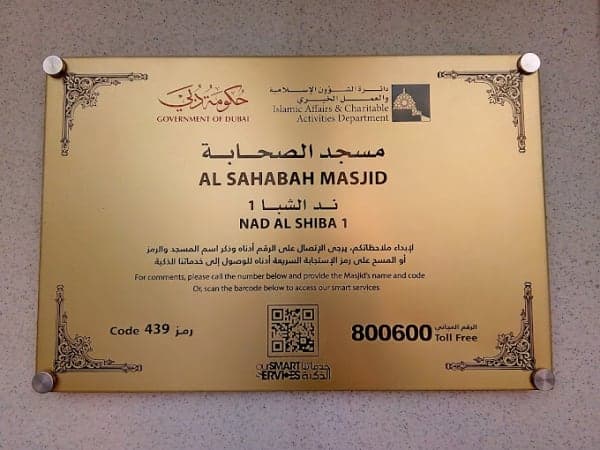 حكومة دبي
GOVERNMENT OF DUBAI
دائرة الشؤون الإسلامية
والعمل الخيري
Islamic Affairs & Charitable
Activities Department
مسجد الصحابة
AL SAHABAH MASJID
ند الشبا 1
NAD AL SHIBA 1
لإبداء ملاحظاتكم، يرجى الإتصال على الرقم أدناه وذكر اسم المسجد والرمز
أو المسح على رمز الإستجابة السريعة أدناه للوصول إلى خدماتنا الذكية
For comments, please call the number below and provide the Masjid's name and code
Or, scan the barcode below to access our smart services
Code 439 رمز
800600 الرقم المجاني
Toll Free
OUR SMART خدماتنا
SERVICES الذكية